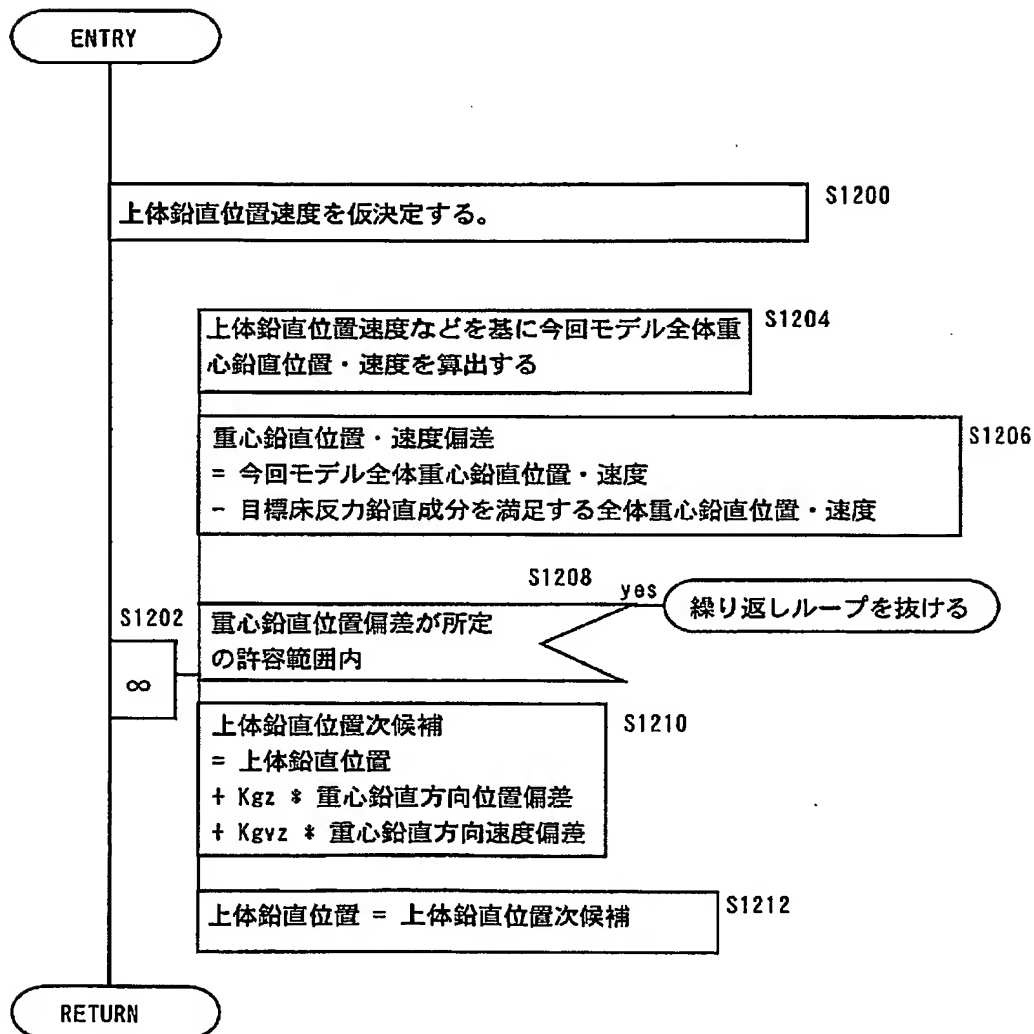 ENTRY
S1200
上体鉛直位置速度を仮決定する。
S1204
上体鉛直位置速度などを基に今回モデル全体重
心鉛直位置・速度を算出する
S1206
重心鉛直位置・速度偏差
= 今回モデル全体重心鉛直位置・速度
- 目標床反力鉛直成分を満足する全体重心鉛直位置・速度
S1208
yes
繰り返しループを抜ける
S1202
∞
重心鉛直位置偏差が所定
の許容範囲内
S1210
上体鉛直位置次候補
= 上体鉛直位置
+ Kgz * 重心鉛直方向位置偏差
+ Kgvz * 重心鉛直方向速度偏差
S1212
上体鉛直位置 = 上体鉛直位置次候補
RETURN